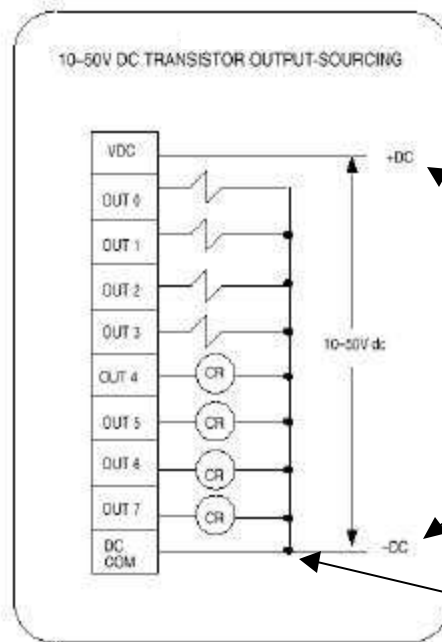 10–50V DC TRANSISTOR OUTPUT-SOURCING
VDC
+DC
OUT 0
OUT 1
OUT 2
OUT 3
10–50V dc
OUT 4
CR
OUT 5
CR
OUT 6
CR
OUT 7
CR
DC
COM
–DC